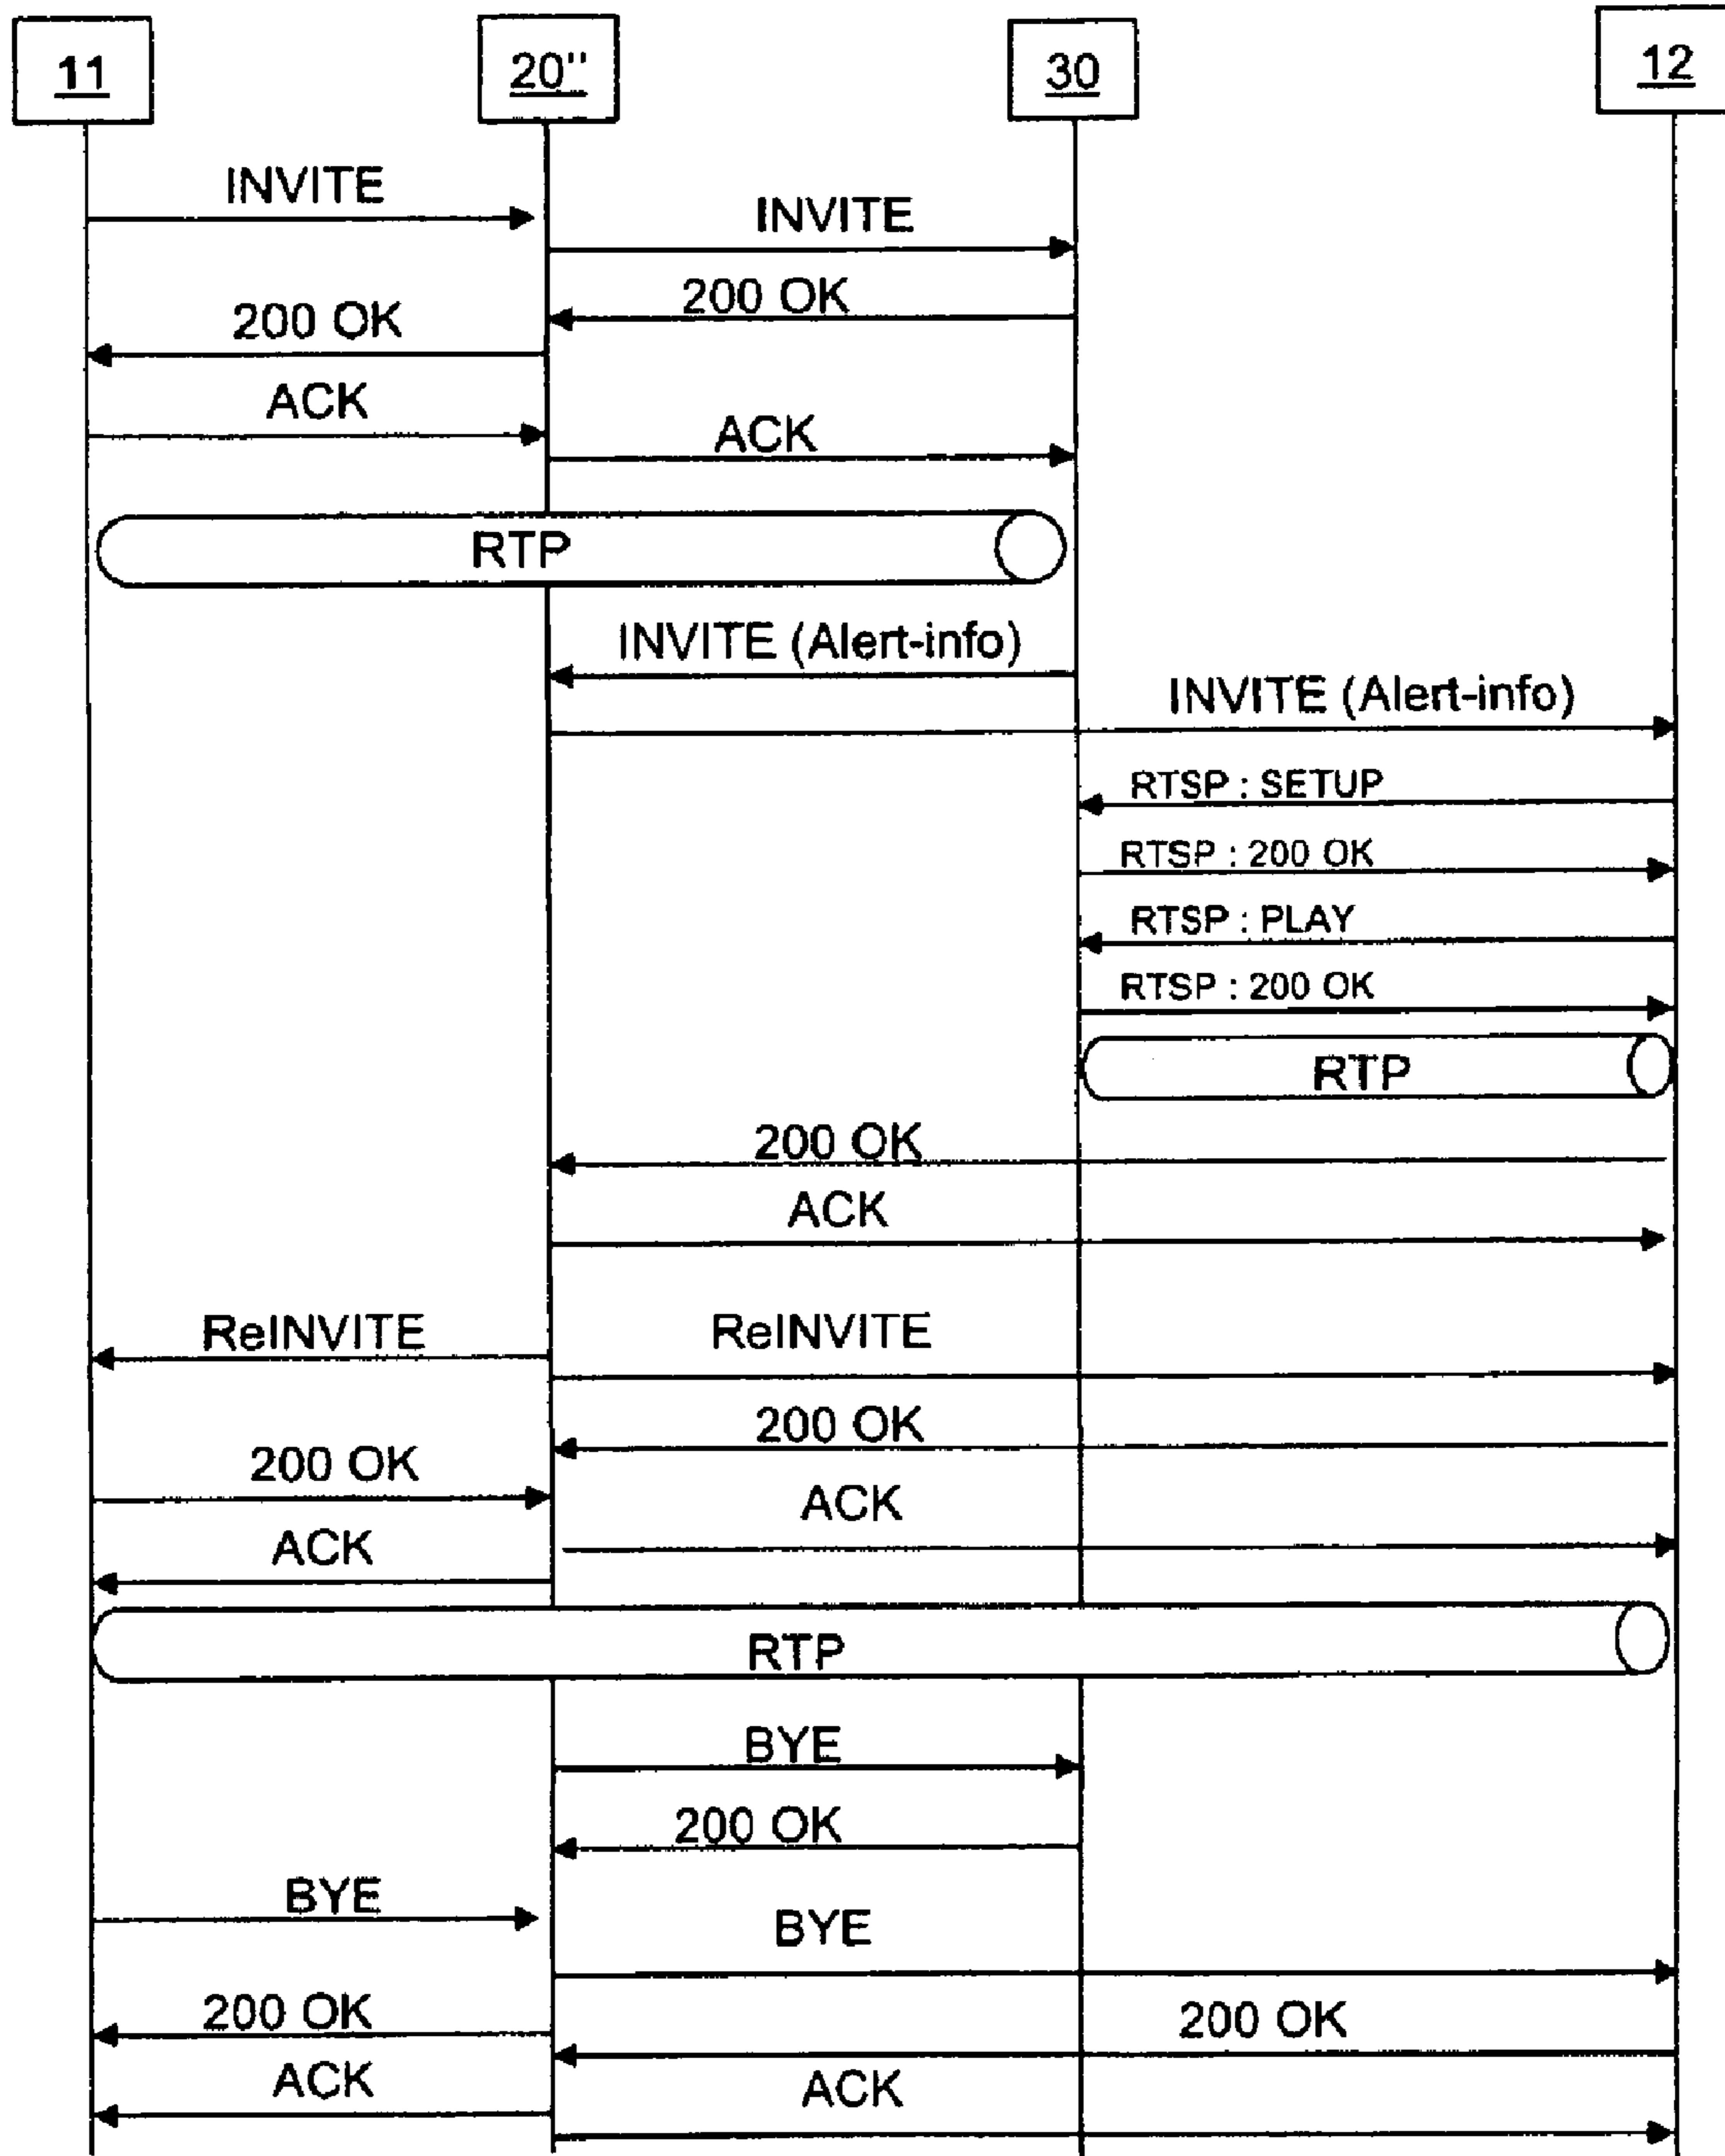 11
20"
30
12
INVITE
INVITE
200 OK
200 OK
ACK
ACK
RTP
INVITE (Alert-info)
INVITE (Alert-info)
RTSP : SETUP
RTSP : 200 OK
RTSP : PLAY
RTSP : 200 OK
RTP
200 OK
ACK
ReINVITE
ReINVITE
200 OK
200 OK
ACK
ACK
RTP
BYE
200 OK
BYE
BYE
200 OK
200 OK
ACK
ACK